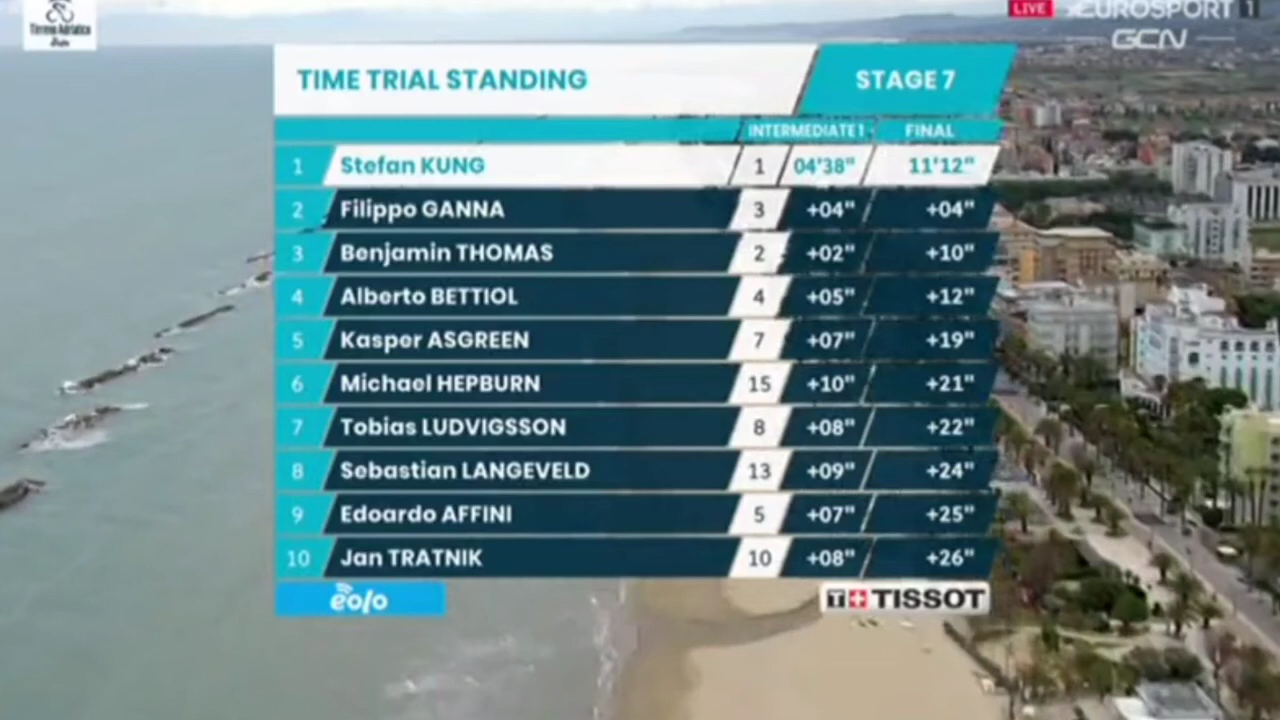 Tirreno Adriatico
LIVE EUROSPORT 1
GCN
TIME TRIAL STANDING STAGE 7
INTERMEDIATE 1 FINAL
1 Stefan KUNG 1 04'38" 11'12"
2 Filippo GANNA 3 +04" +04"
3 Benjamin THOMAS 2 +02" +10"
4 Alberto BETTIOL 4 +05" +12"
5 Kasper ASGREEN 7 +07" +19"
6 Michael HEPBURN 15 +10" +21"
7 Tobias LUDVIGSSON 8 +08" +22"
8 Sebastian LANGEVELD 13 +09" +24"
9 Edoardo AFFINI 5 +07" +25"
10 Jan TRATNIK 10 +08" +26"
eolo T+ TISSOT